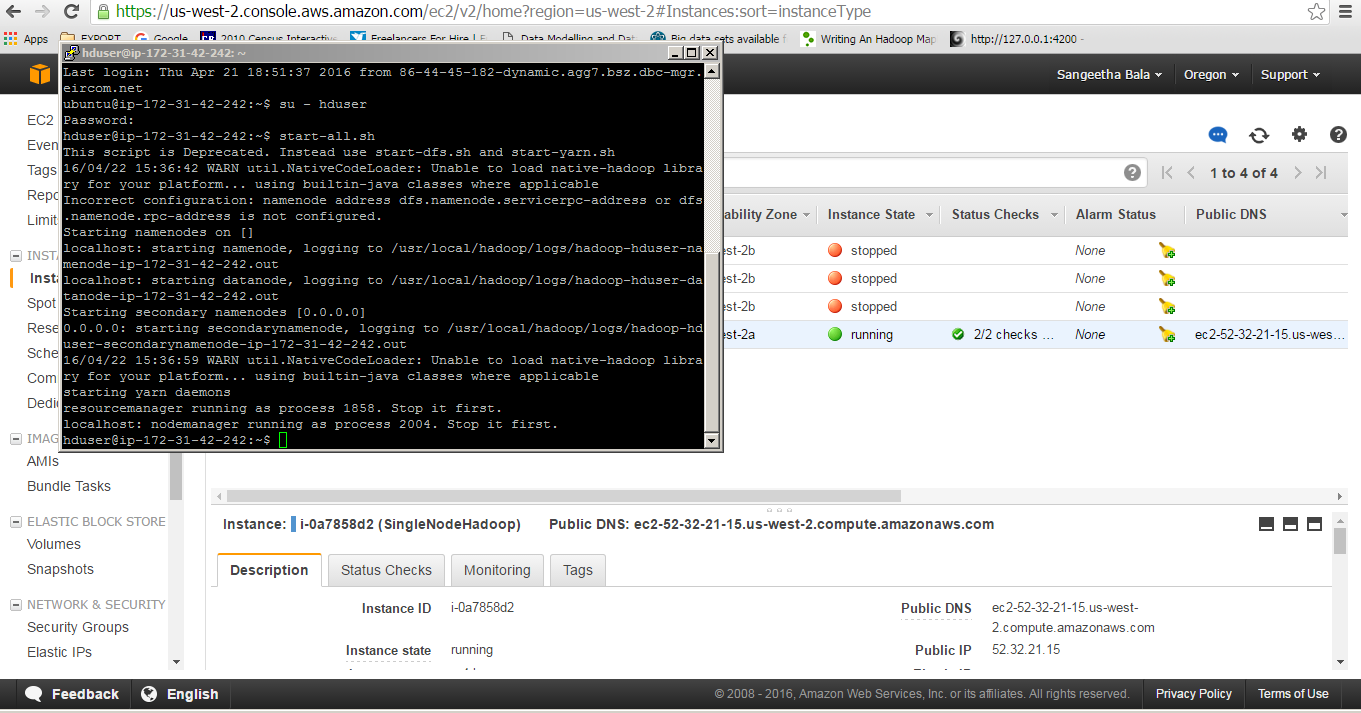 https://us-west-2.console.aws.amazon.com/ec2/v2/home?region=us-west-2#Instances:sort=instanceType
Apps EXPORT Google 2010 Census Interactive Freelancers For Hire | F Data Modelling and Dat Big data sets available f Writing An Hadoop Map http://127.0.0.1:4200 -
hduser@ip-172-31-42-242: ~
Last login: Thu Apr 21 18:51:37 2016 from 86-44-45-182-dynamic.agg7.bsz.dbc-mgr.
eircom.net
ubuntu@ip-172-31-42-242:~$ su - hduser
Password:
hduser@ip-172-31-42-242:~$ start-all.sh
This script is Deprecated. Instead use start-dfs.sh and start-yarn.sh
16/04/22 15:36:42 WARN util.NativeCodeLoader: Unable to load native-hadoop libra
ry for your platform... using builtin-java classes where applicable
Incorrect configuration: namenode address dfs.namenode.servicerpc-address or dfs
.namenode.rpc-address is not configured.
Starting namenodes on []
localhost: starting namenode, logging to /usr/local/hadoop/logs/hadoop-hduser-na
menode-ip-172-31-42-242.out
localhost: starting datanode, logging to /usr/local/hadoop/logs/hadoop-hduser-da
tanode-ip-172-31-42-242.out
Starting secondary namenodes [0.0.0.0]
0.0.0.0: starting secondarynamenode, logging to /usr/local/hadoop/logs/hadoop-hd
user-secondarynamenode-ip-172-31-42-242.out
16/04/22 15:36:59 WARN util.NativeCodeLoader: Unable to load native-hadoop libra
ry for your platform... using builtin-java classes where applicable
starting yarn daemons
resourcemanager running as process 1858. Stop it first.
localhost: nodemanager running as process 2004. Stop it first.
hduser@ip-172-31-42-242:~$
Sangeetha Bala Oregon Support
EC2
Even
Tags
Repo
Limit
INST
Inst
Spot
Rese
Sche
Com
Dedi
IMAG
AMIs
Bundle Tasks
ELASTIC BLOCK STORE
Volumes
Snapshots
NETWORK & SECURITY
Security Groups
Elastic IPs
1 to 4 of 4
ability Zone Instance State Status Checks Alarm Status Public DNS
est-2b stopped None
est-2b stopped None
est-2b stopped None
est-2a running 2/2 checks ... None ec2-52-32-21-15.us-wes...
Instance: i-0a7858d2 (SingleNodeHadoop) Public DNS: ec2-52-32-21-15.us-west-2.compute.amazonaws.com
Description Status Checks Monitoring Tags
Instance ID i-0a7858d2 Public DNS ec2-52-32-21-15.us-west-
2.compute.amazonaws.com
Instance state running Public IP 52.32.21.15
Feedback English © 2008 - 2016, Amazon Web Services, Inc. or its affiliates. All rights reserved. Privacy Policy Terms of Use